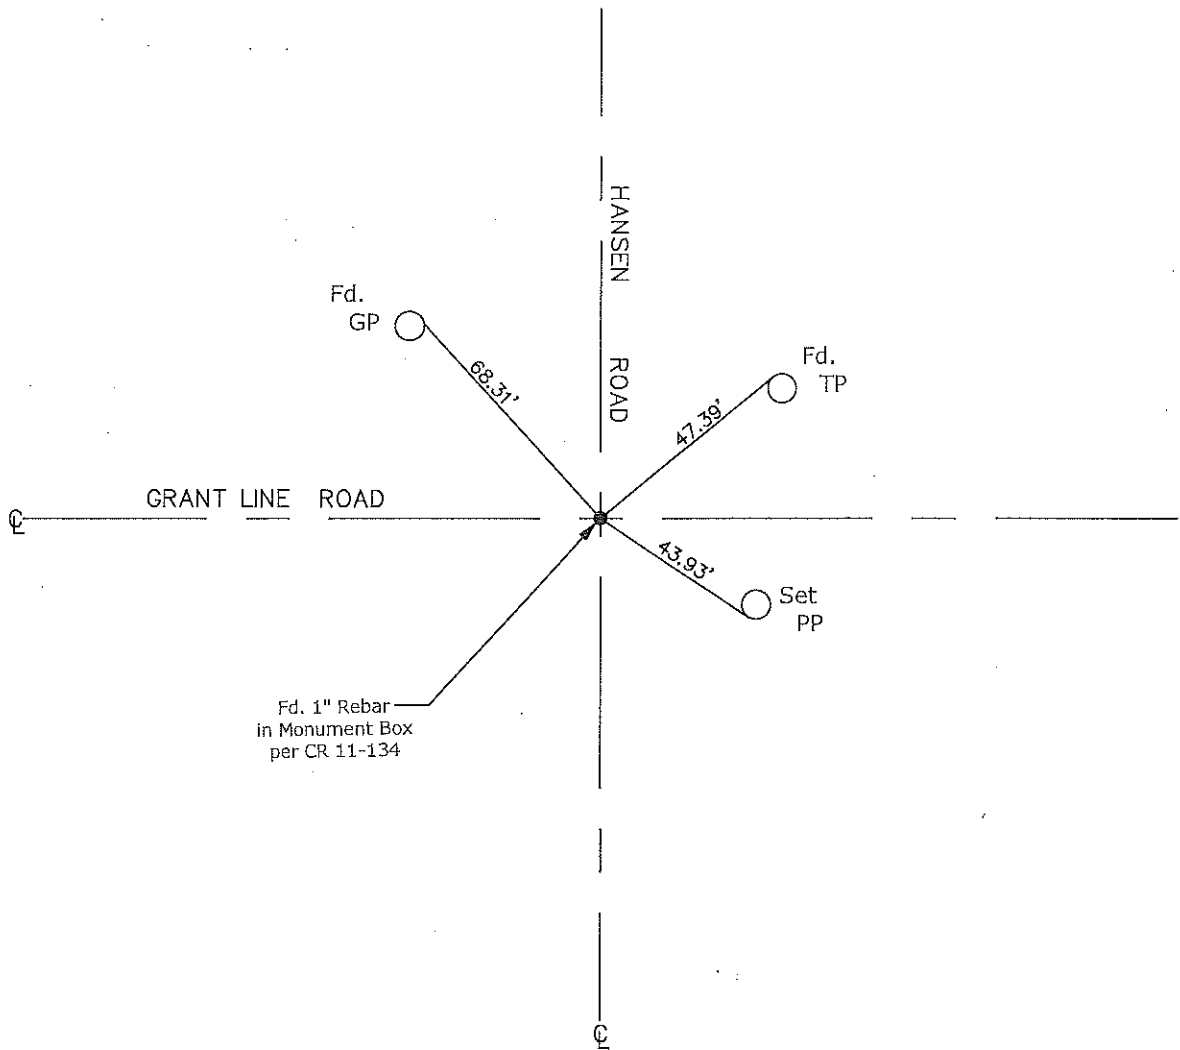 HANSEN ROAD
Fd.
GP
68.31'
Fd.
TP
47.39'
GRANT LINE ROAD
℄
43.93'
Set
PP
Fd. 1" Rebar
in Monument Box
per CR 11-134
℄